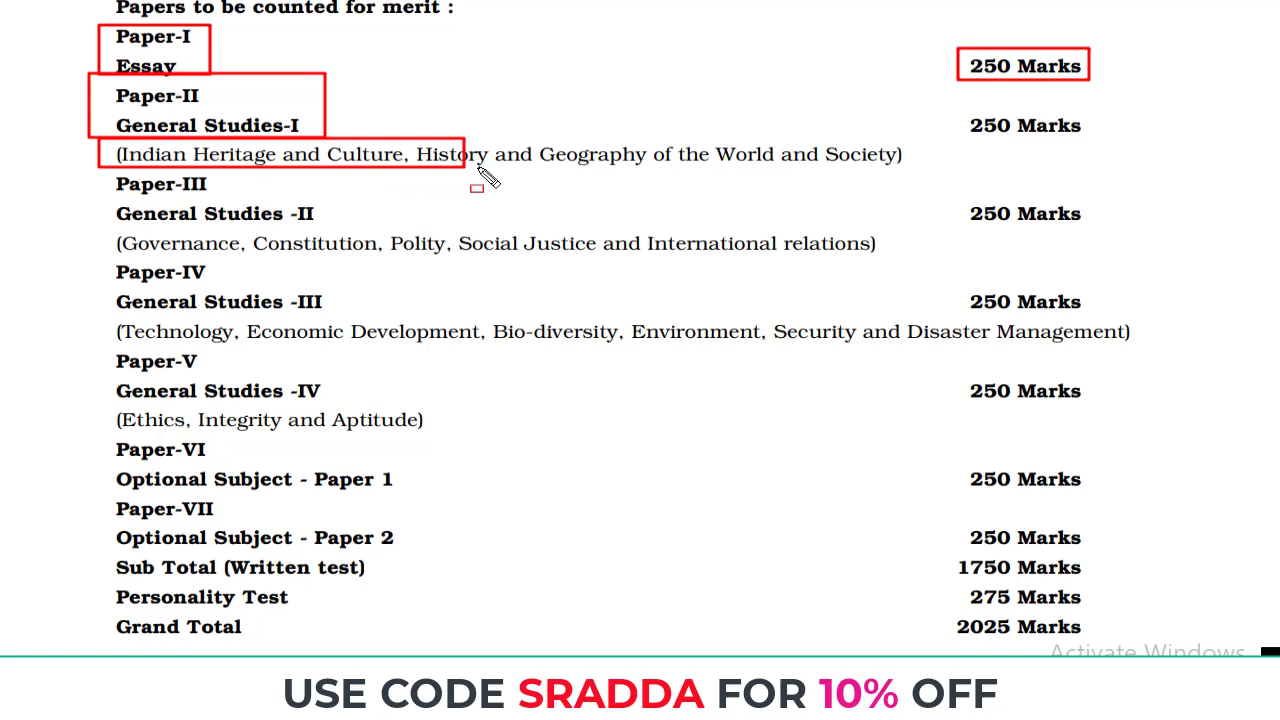 Papers to be counted for merit :
Paper-I
Essay 250 Marks
Paper-II
General Studies-I 250 Marks
(Indian Heritage and Culture, History and Geography of the World and Society)
Paper-III
General Studies -II 250 Marks
(Governance, Constitution, Polity, Social Justice and International relations)
Paper-IV
General Studies -III 250 Marks
(Technology, Economic Development, Bio-diversity, Environment, Security and Disaster Management)
Paper-V
General Studies -IV 250 Marks
(Ethics, Integrity and Aptitude)
Paper-VI
Optional Subject - Paper 1 250 Marks
Paper-VII
Optional Subject - Paper 2 250 Marks
Sub Total (Written test) 1750 Marks
Personality Test 275 Marks
Grand Total 2025 Marks
Activate Windows
USE CODE SRADDA FOR 10% OFF